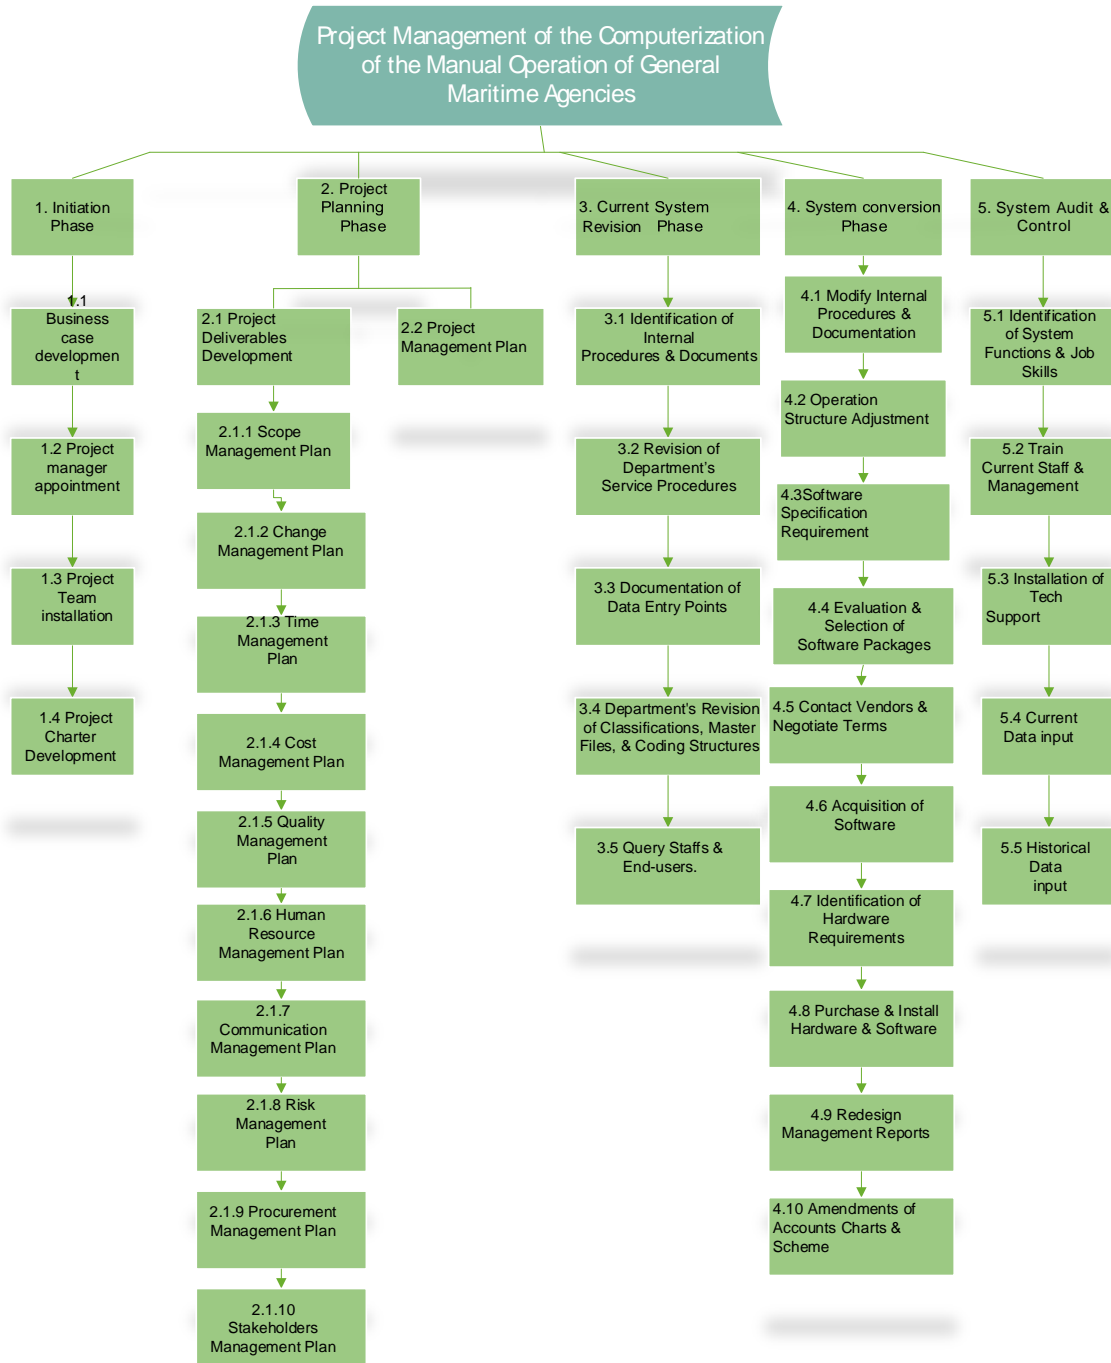 Project Management of the Computerization
of the Manual Operation of General
Maritime Agencies
1. Initiation
Phase
1.1
Business
case
developmen
t
1.2 Project
manager
appointment
1.3 Project
Team
installation
1.4 Project
Charter
Development
2. Project
Planning
Phase
2.1 Project
Deliverables
Development
2.1.1 Scope
Management Plan
2.1.2 Change
Management Plan
2.1.3 Time
Management
Plan
2.1.4 Cost
Management Plan
2.1.5 Quality
Management
Plan
2.1.6 Human
Resource
Management Plan
2.1.7
Communication
Management Plan
2.1.8 Risk
Management
Plan
2.1.9 Procurement
Management Plan
2.1.10
Stakeholders
Management Plan
2.2 Project
Management Plan
3. Current System
Revision Phase
3.1 Identification of
Internal
Procedures & Documents
3.2 Revision of
Department's
Service Procedures
3.3 Documentation of
Data Entry Points
3.4 Department's Revision
of Classifications, Master
Files, & Coding Structures
3.5 Query Staffs &
End-users.
4. System conversion
Phase
4.1 Modify Internal
Procedures &
Documentation
4.2 Operation
Structure Adjustment
4.3Software
Specification
Requirement
4.4 Evaluation &
Selection of
Software Packages
4.5 Contact Vendors &
Negotiate Terms
4.6 Acquisition of
Software
4.7 Identification of
Hardware
Requirements
4.8 Purchase & Install
Hardware & Software
4.9 Redesign
Management Reports
4.10 Amendments of
Accounts Charts &
Scheme
5. System Audit &
Control
5.1 Identification
of System
Functions & Job
Skills
5.2 Train
Current Staff &
Management
5.3 Installation of
Tech
Support
5.4 Current
Data input
5.5 Historical
Data
input